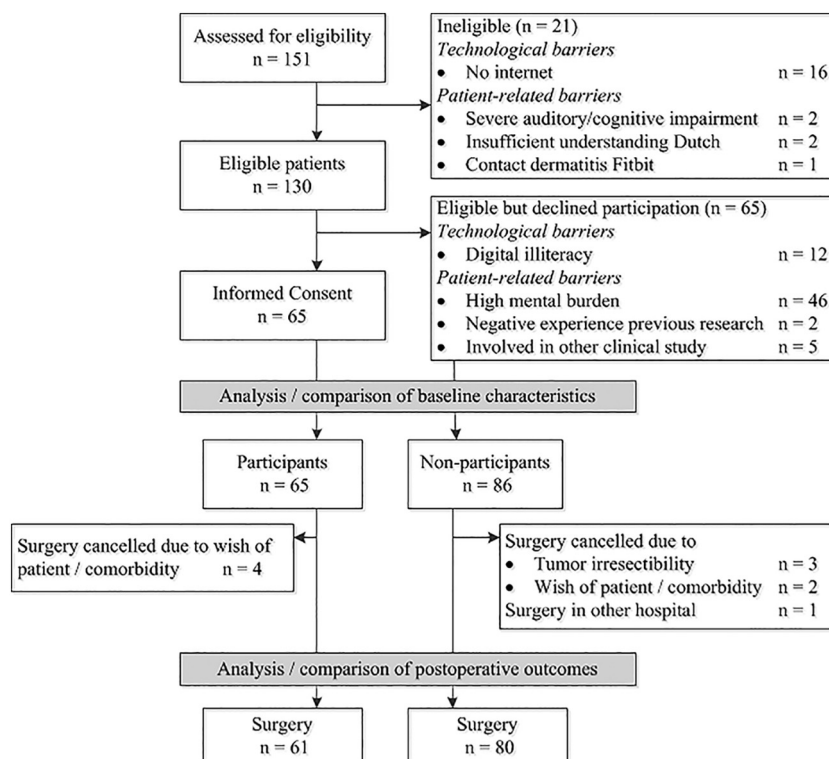 Assessed for eligibility
n = 151
Ineligible (n = 21)
Technological barriers
• No internet n = 16
Patient-related barriers
• Severe auditory/cognitive impairment n = 2
• Insufficient understanding Dutch n = 2
• Contact dermatitis Fitbit n = 1
Eligible patients
n = 130
Eligible but declined participation (n = 65)
Technological barriers
• Digital illiteracy n = 12
Patient-related barriers
• High mental burden n = 46
• Negative experience previous research n = 2
• Involved in other clinical study n = 5
Informed Consent
n = 65
Analysis / comparison of baseline characteristics
Participants
n = 65
Non-participants
n = 86
Surgery cancelled due to wish of
patient / comorbidity n = 4
Surgery cancelled due to
• Tumor irresectibility n = 3
• Wish of patient / comorbidity n = 2
Surgery in other hospital n = 1
Analysis / comparison of postoperative outcomes
Surgery
n = 61
Surgery
n = 80